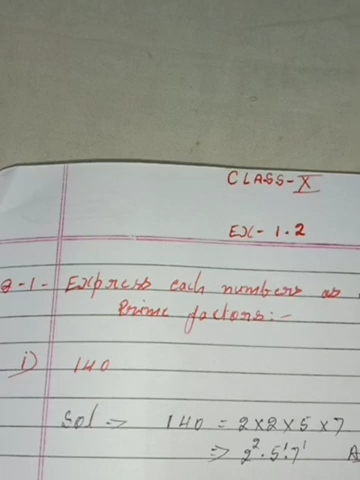 CLASS-X
EX-1.2
Q-1- Express each numbers as
Prime factors:-
i) 140
Sol → 140 = 2×2×5×7
⇒ 2².5¹.7¹